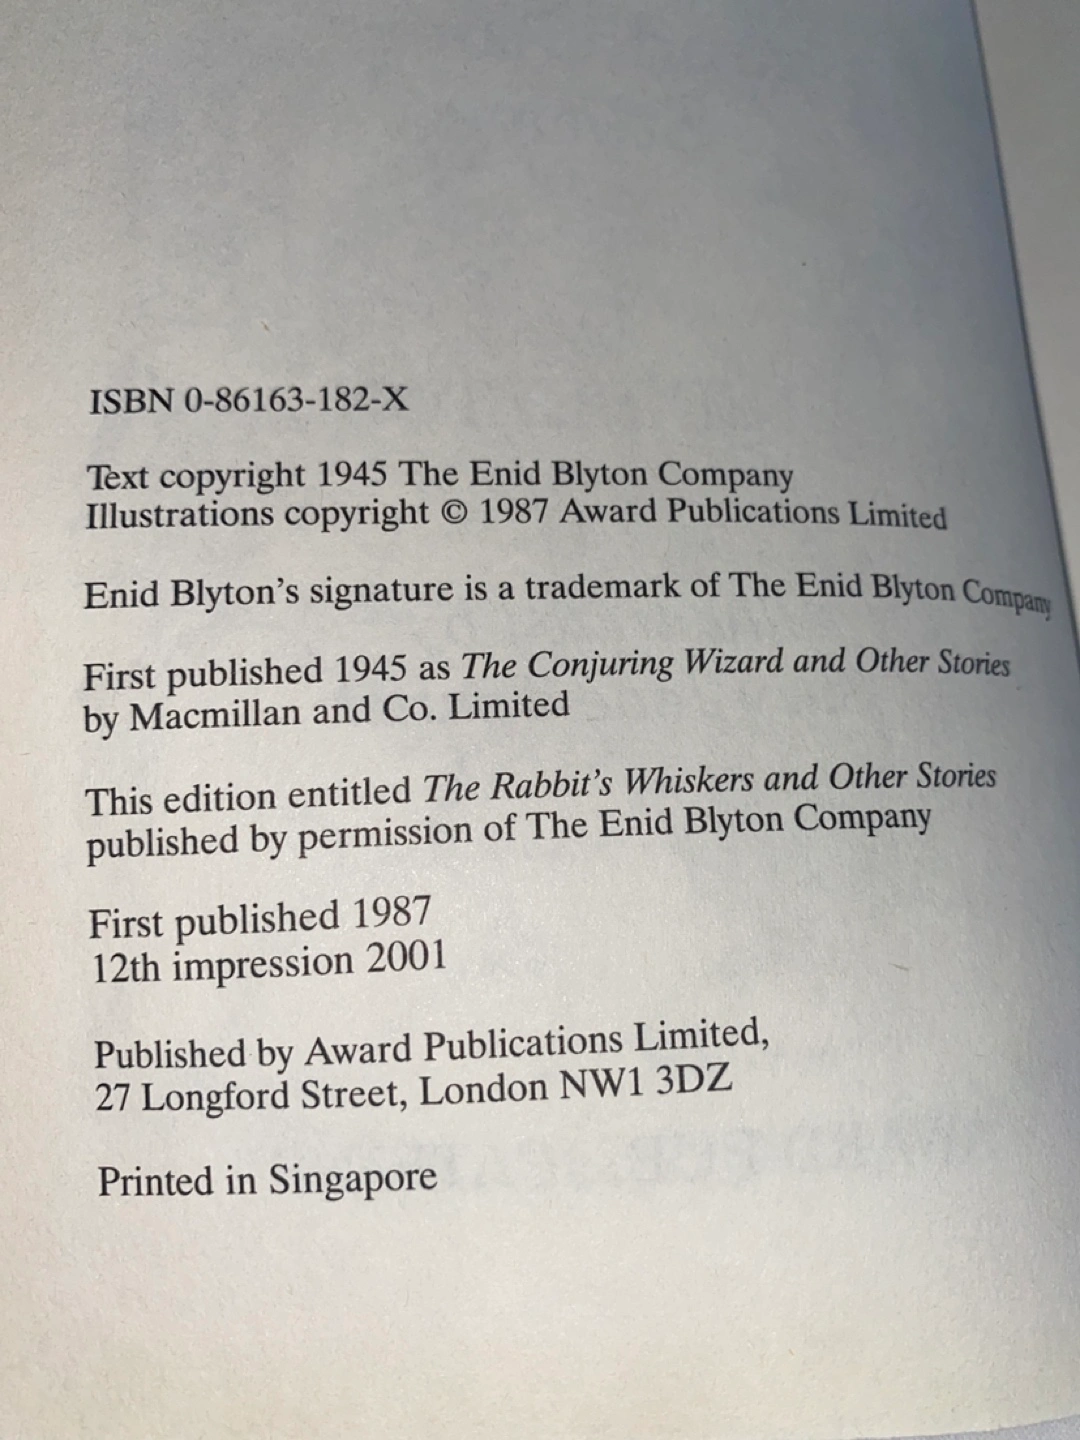 ISBN 0-86163-182-X
Text copyright 1945 The Enid Blyton Company
Illustrations copyright © 1987 Award Publications Limited
Enid Blyton's signature is a trademark of The Enid Blyton Company
First published 1945 as The Conjuring Wizard and Other Stories
by Macmillan and Co. Limited
This edition entitled The Rabbit's Whiskers and Other Stories
published by permission of The Enid Blyton Company
First published 1987
12th impression 2001
Published by Award Publications Limited,
27 Longford Street, London NW1 3DZ
Printed in Singapore